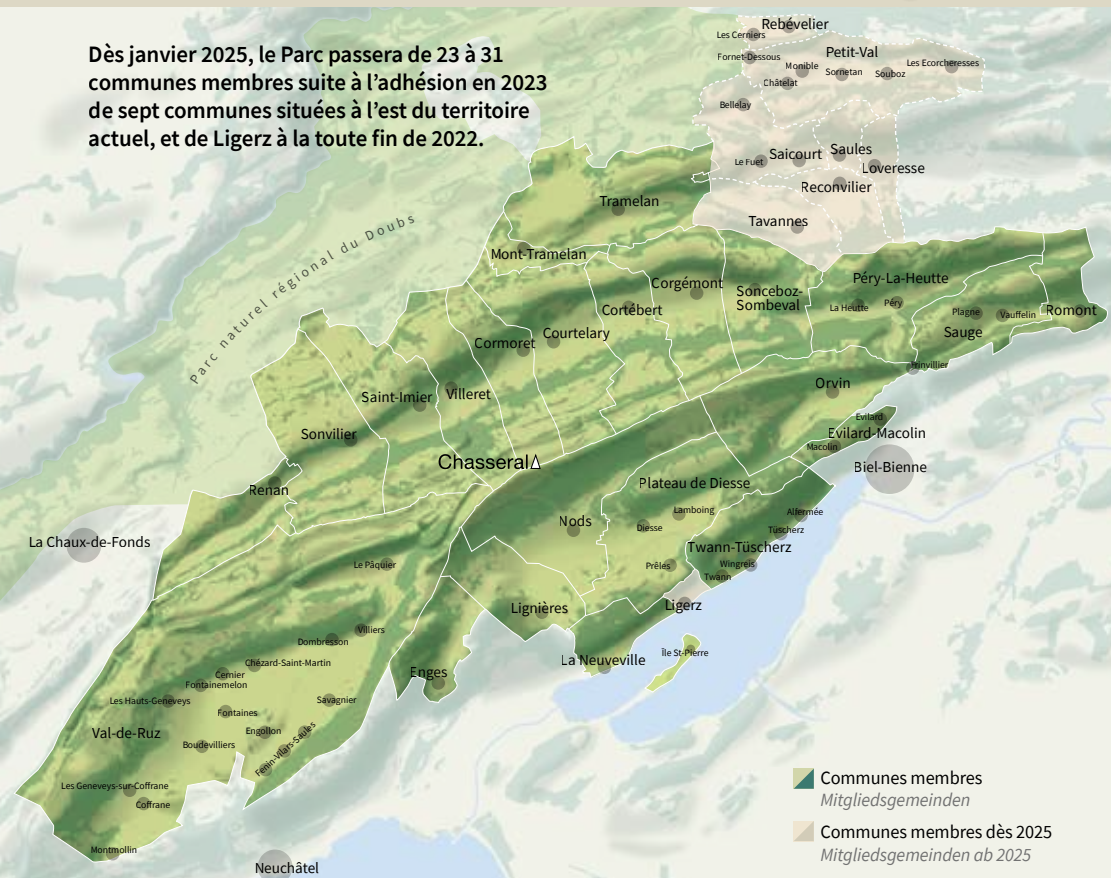 Dès janvier 2025, le Parc passera de 23 à 31
communes membres suite à l’adhésion en 2023
de sept communes situées à l’est du territoire
actuel, et de Ligerz à la toute fin de 2022.
Rebévelier
Les Cerniers
Petit-Val
Fornet-Dessous
Monible
Sornetan
Souboz
Les Ecorcheresses
Châtelat
Bellelay
Le Fuet
Saicourt
Saules
Loveresse
Reconvilier
Tavannes
Parc naturel régional du Doubs
Tramelan
Mont-Tramelan
Corgémont
Sonceboz-
Sombeval
Péry-La-Heutte
La Heutte
Péry
Plagne
Vauffelin
Romont
Sauge
Cortébert
Courtelary
Cormoret
Frinvillier
Orvin
Saint-Imier
Villeret
Evilard
Evilard-Macolin
Macolin
Sonvilier
Chasseral
Biel-Bienne
Renan
Plateau de Diesse
Lamboing
Diesse
Nods
Alfermée
Tüscherz
Twann-Tüscherz
Wingreis
Twann
Prêles
La Chaux-de-Fonds
Le Pâquier
Lignières
Ligerz
Villiers
Dombresson
Île St-Pierre
La Neuveville
Chézard-Saint-Martin
Enges
Cernier
Fontainemelon
Les Hauts-Geneveys
Savagnier
Fontaines
Val-de-Ruz
Engollon
Boudevilliers
Fenin-Vilars-Saules
Les Geneveys-sur-Coffrane
Coffrane
Montmollin
Neuchâtel
Communes membres
Mitgliedsgemeinden
Communes membres dès 2025
Mitgliedsgemeinden ab 2025